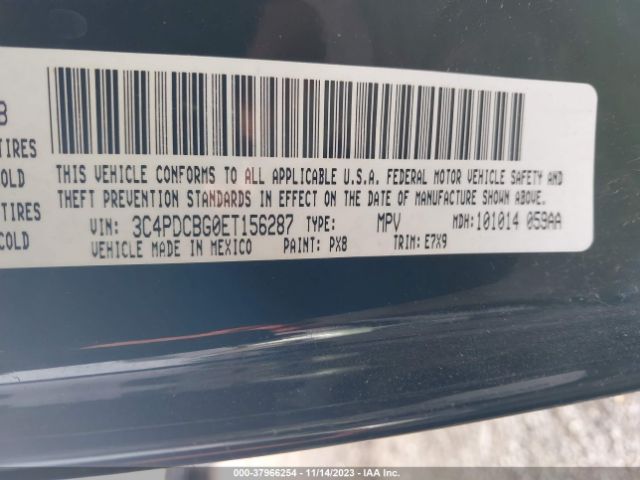 8
TIRES
THIS VEHICLE CONFORMS TO ALL APPLICABLE U.S.A. FEDERAL MOTOR VEHICLE SAFETY AND
COLD
THEFT PREVENTION STANDARDS IN EFFECT ON THE DATE OF MANUFACTURE SHOWN ABOVE.
TIRES
VIN: 3C4PDCBG0ET156287 TYPE: MPV MDH: 101014 059AA
COLD
VEHICLE MADE IN MEXICO PAINT: PX8 TRIM: E7X9
000-37966254 | 11/14/2023 | IAA Inc.